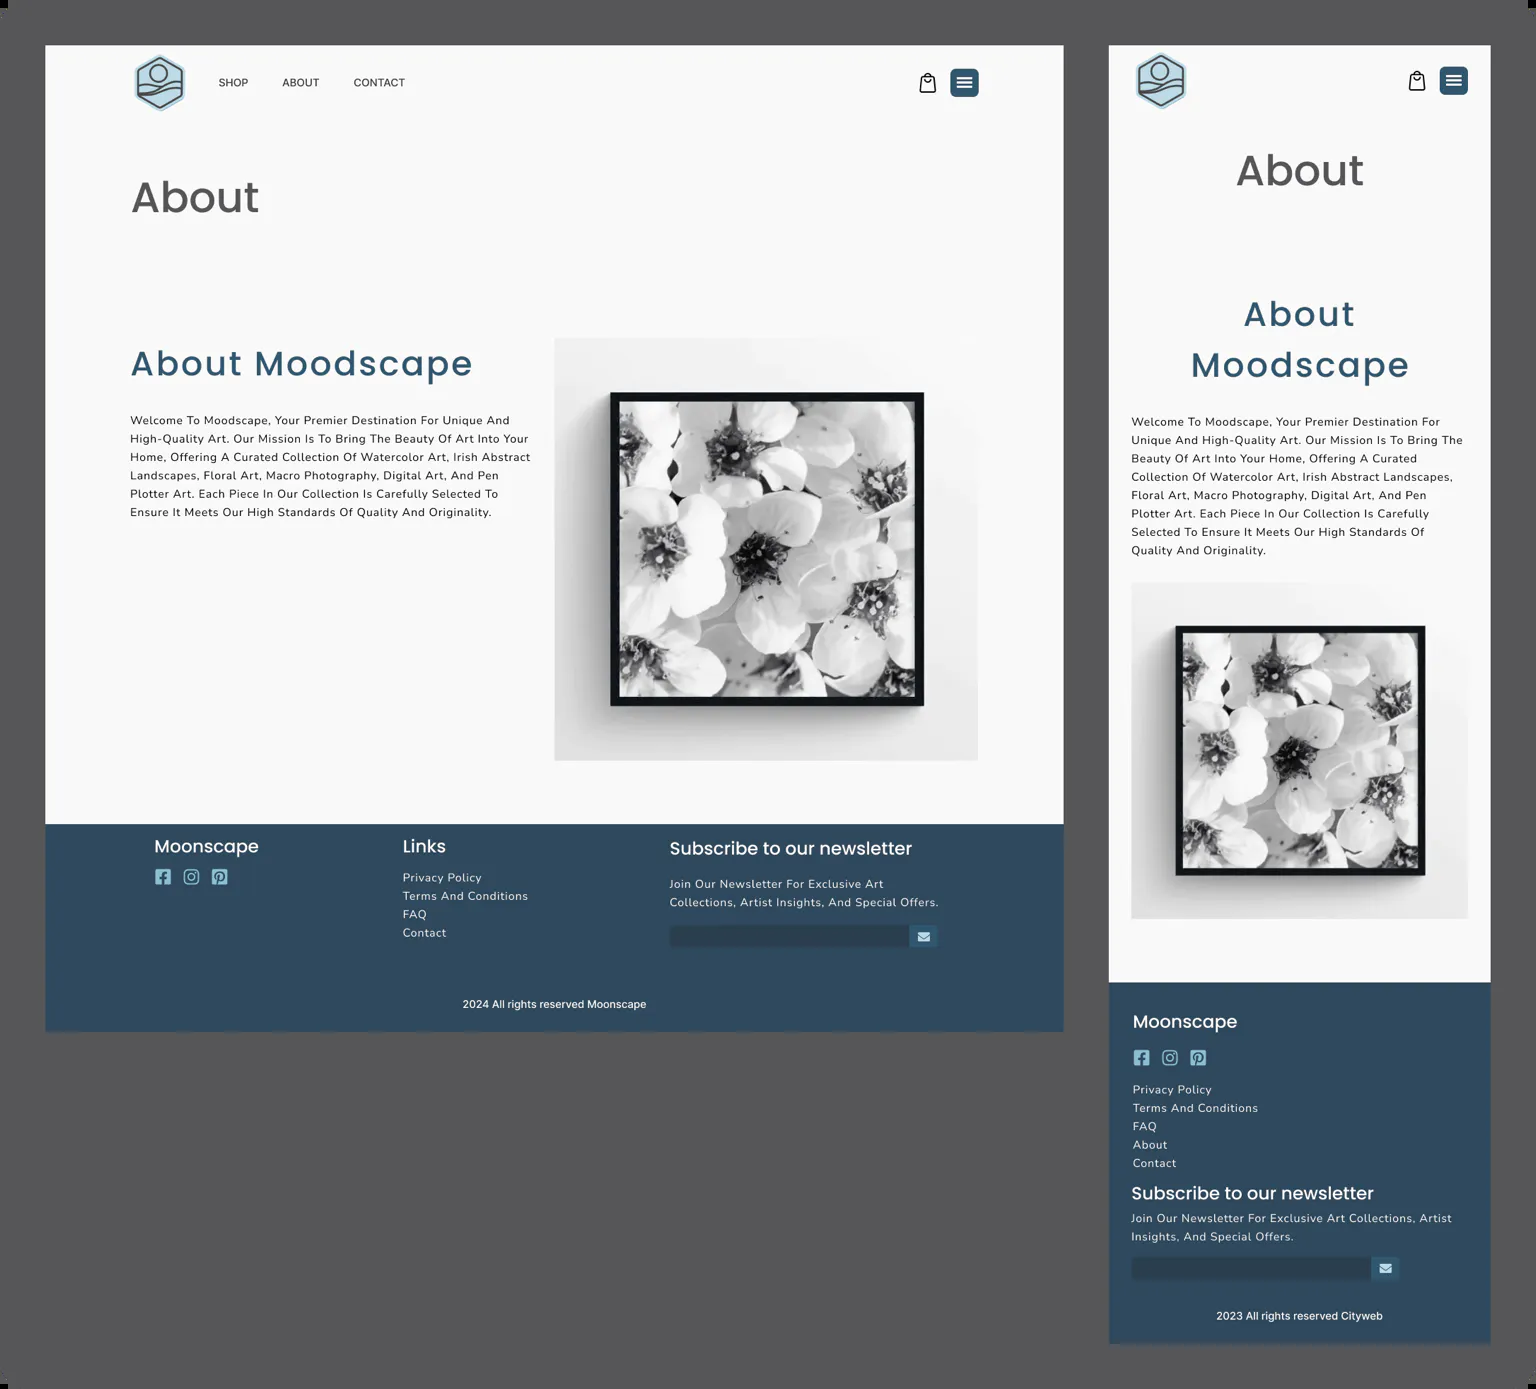 SHOP ABOUT CONTACT
About
About Moodscape
Welcome To Moodscape, Your Premier Destination For Unique And
High-Quality Art. Our Mission Is To Bring The Beauty Of Art Into Your
Home, Offering A Curated Collection Of Watercolor Art, Irish Abstract
Landscapes, Floral Art, Macro Photography, Digital Art, And Pen
Plotter Art. Each Piece In Our Collection Is Carefully Selected To
Ensure It Meets Our High Standards Of Quality And Originality.
Moonscape
Links
Privacy Policy
Terms And Conditions
FAQ
Contact
Subscribe to our newsletter
Join Our Newsletter For Exclusive Art
Collections, Artist Insights, And Special Offers.
2024 All rights reserved Moonscape
About
About
Moodscape
Welcome To Moodscape, Your Premier Destination For
Unique And High-Quality Art. Our Mission Is To Bring The
Beauty Of Art Into Your Home, Offering A Curated
Collection Of Watercolor Art, Irish Abstract Landscapes,
Floral Art, Macro Photography, Digital Art, And Pen
Plotter Art. Each Piece In Our Collection Is Carefully
Selected To Ensure It Meets Our High Standards Of
Quality And Originality.
Moonscape
Privacy Policy
Terms And Conditions
FAQ
About
Contact
Subscribe to our newsletter
Join Our Newsletter For Exclusive Art Collections, Artist
Insights, And Special Offers.
2023 All rights reserved Cityweb